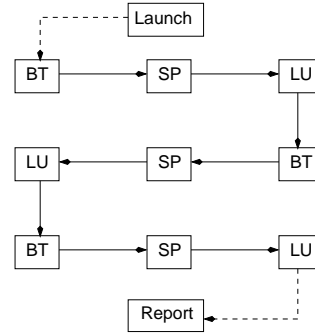 Launch
BT SP LU
LU SP BT
BT SP LU
Report